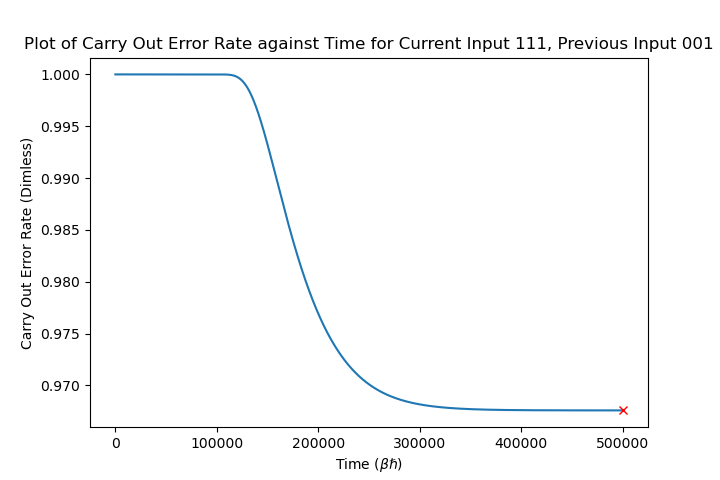 Plot of Carry Out Error Rate against Time for Current Input 111, Previous Input 001
1.000
0.995
0.990
0.985
0.980
0.975
0.970
Carry Out Error Rate (Dimless)
0 100000 200000 300000 400000 500000
Time (βℏ)